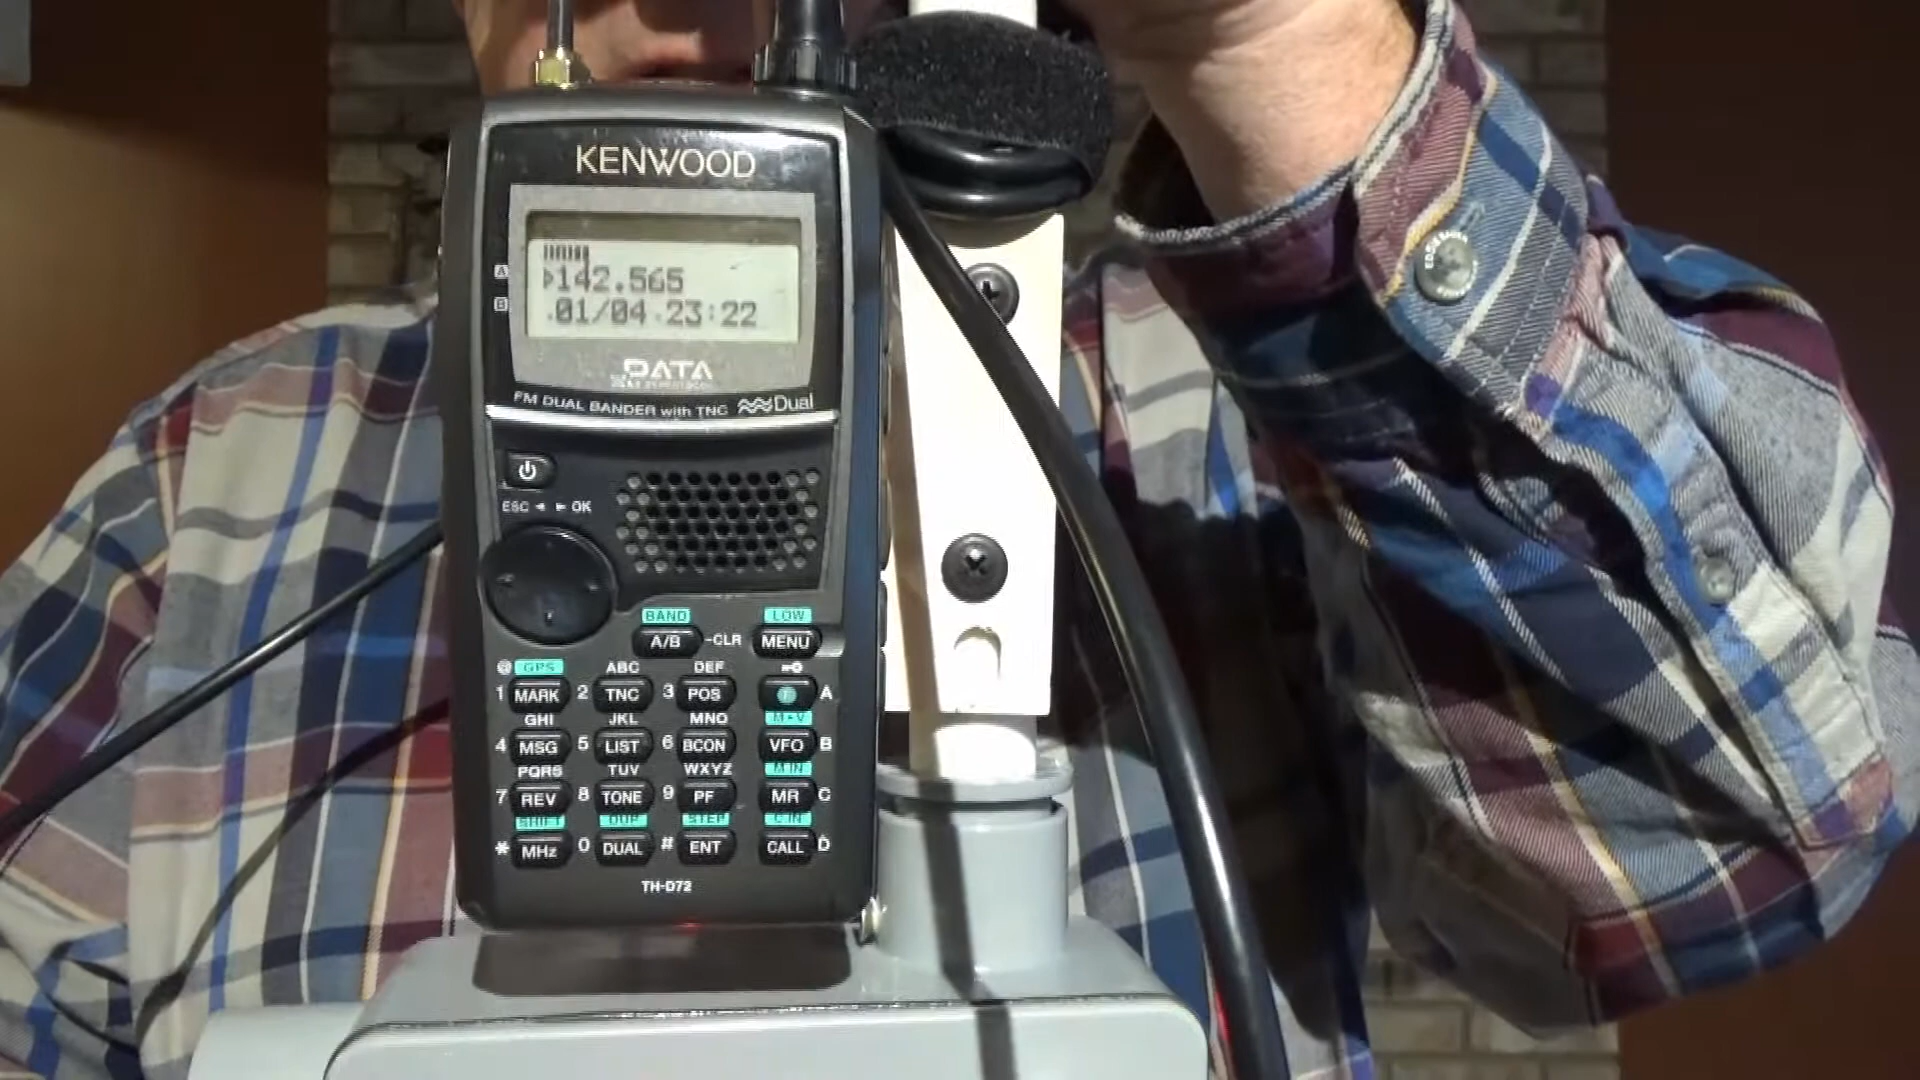 KENWOOD
A
142.565
B
01/04 23:22
DATA
FM DUAL BANDER with TNC Dual
ESC OK
BAND LOW
A/B -CLR MENU
@ GPS ABC DEF
1 MARK 2 TNC 3 POS F A
GHI JKL MNO M▸V
4 MSG 5 LIST 6 BCON VFO B
PQRS TUV WXYZ M.IN
7 REV 8 TONE 9 PF MR C
SHIFT DUP STEP C.IN
* MHz 0 DUAL # ENT CALL D
TH-D72